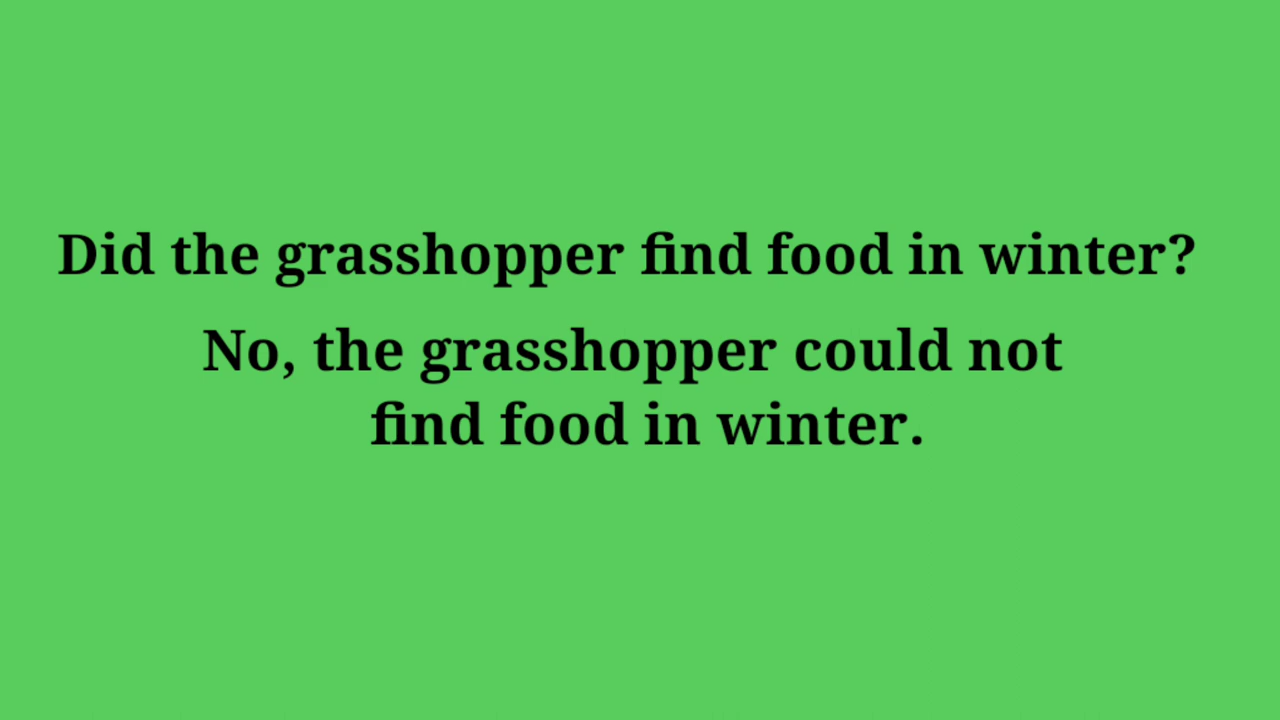 Did the grasshopper find food in winter?
No, the grasshopper could not
find food in winter.